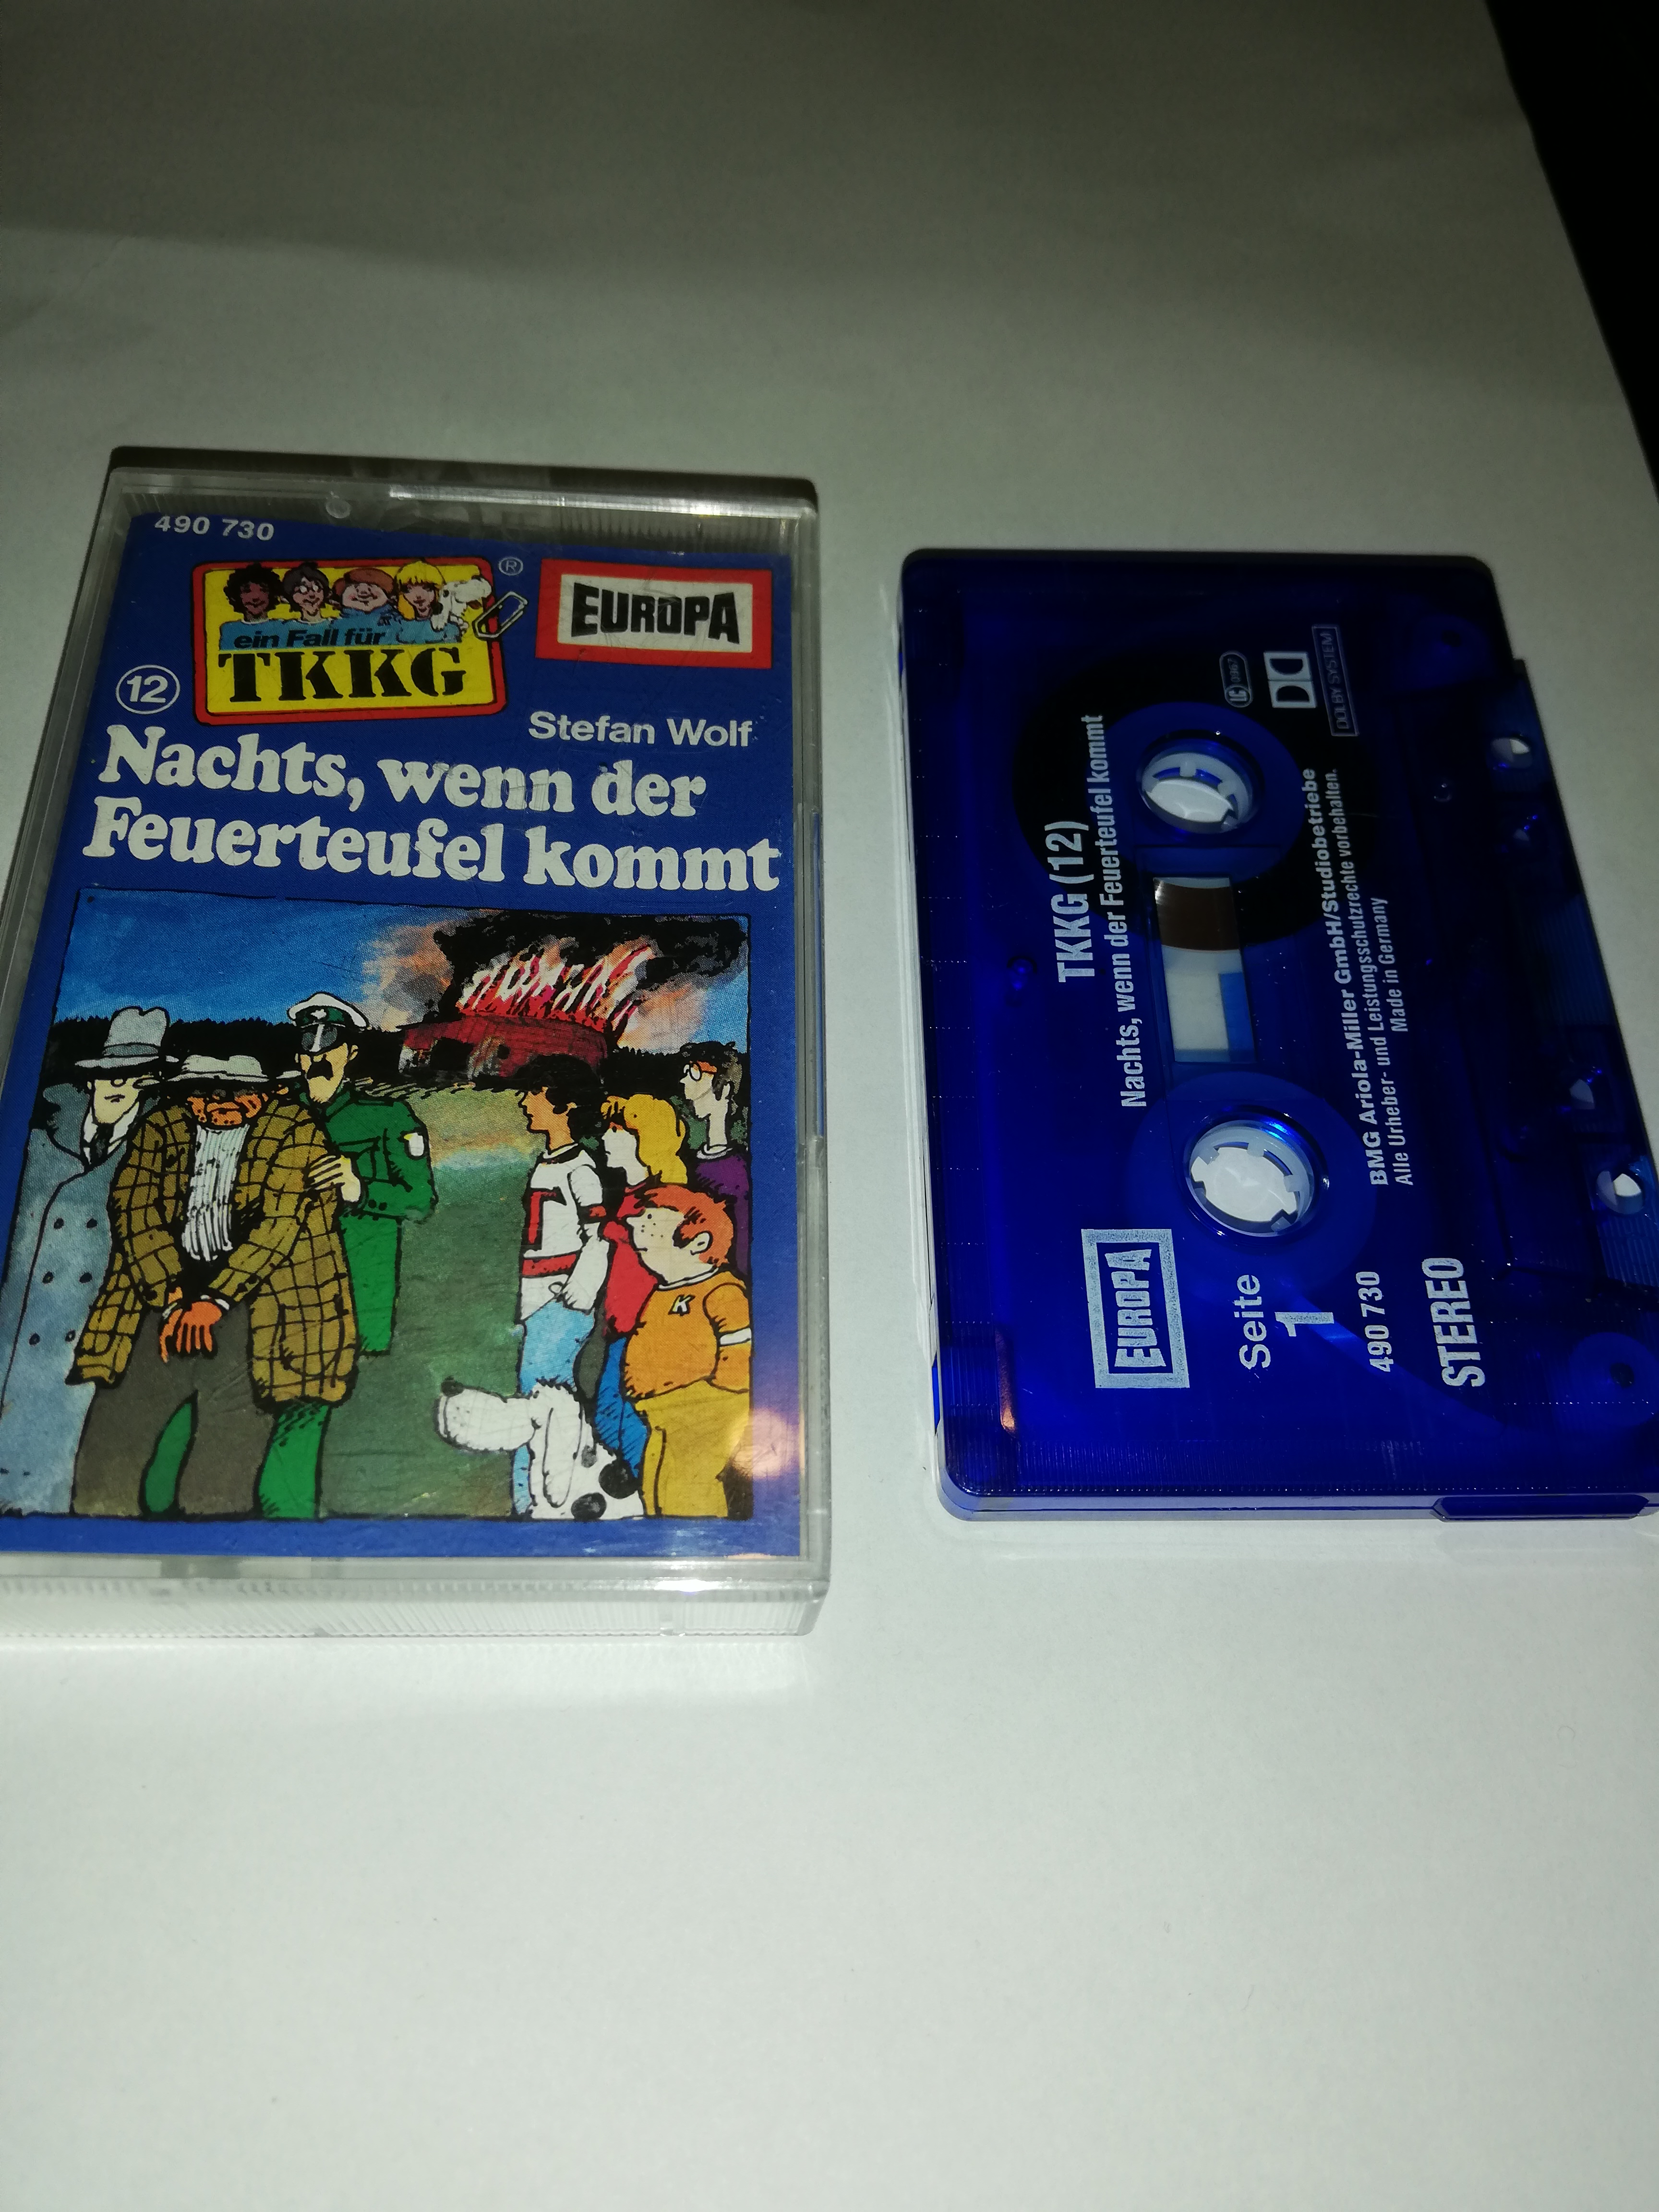 490 730
ein Fall für
TKKG
®
EUROPA
12
Stefan Wolf
Nachts, wenn der
Feuerteufel kommt
K
T
TKKG (12)
Nachts, wenn der Feuerteufel kommt
EUROPA
Seite
1
490 730
STEREO
LC 0967
DOLBY SYSTEM
BMG Ariola-Miller GmbH/Studiobetriebe
Alle Urheber- und Leistungsschutzrechte vorbehalten.
Made in Germany